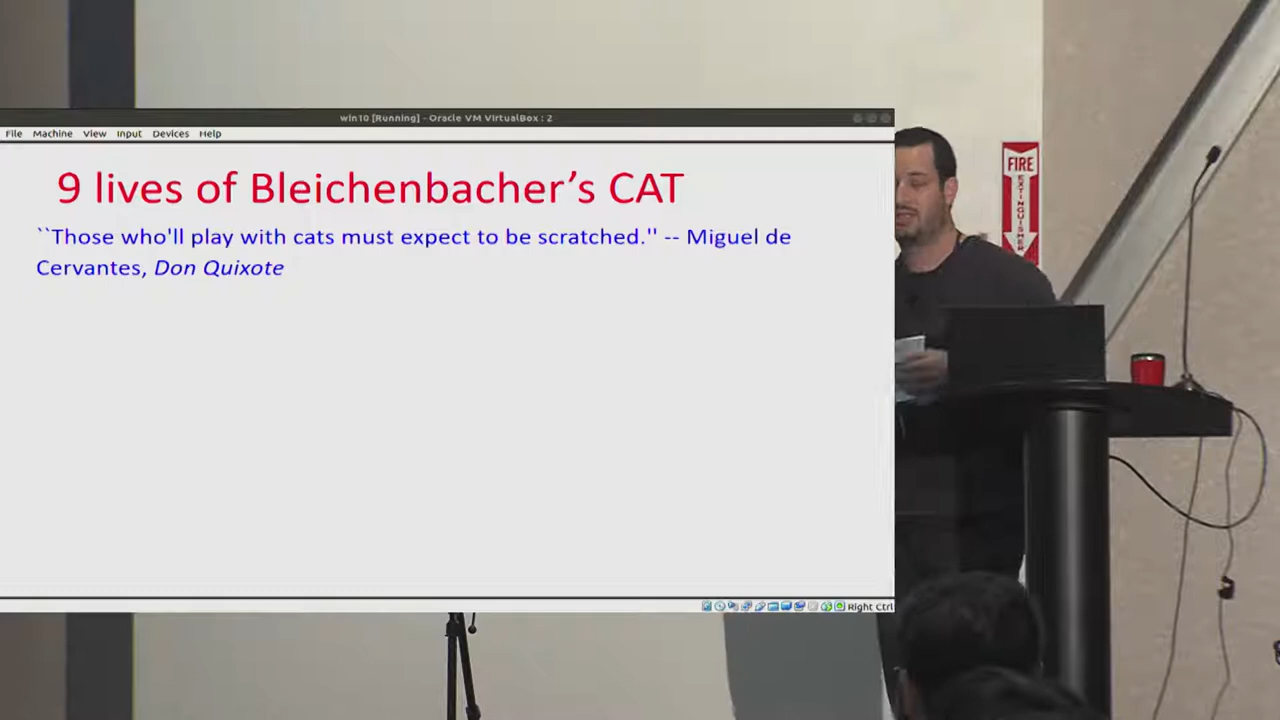 win10 [Running] - Oracle VM VirtualBox : 2
File Machine View Input Devices Help
9 lives of Bleichenbacher's CAT
``Those who'll play with cats must expect to be scratched.'' -- Miguel de
Cervantes, Don Quixote
Right Ctrl
FIRE
EXTINGUISHER